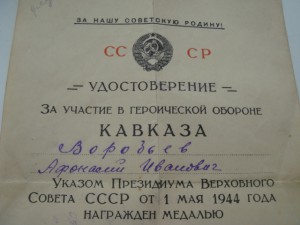 ЗА НАШУ СОВЕТСКУЮ РОДИНУ!
СС СР
УДОСТОВЕРЕНИЕ
ЗА УЧАСТИЕ В ГЕРОИЧЕСКОЙ ОБОРОНЕ
КАВКАЗА
Воробьев
Афонасий Иванович
УКАЗОМ ПРЕЗИДИУМА ВЕРХОВНОГО
СОВЕТА СССР ОТ 1 МАЯ 1944 ГОДА
НАГРАЖДЕН МЕДАЛЬЮ